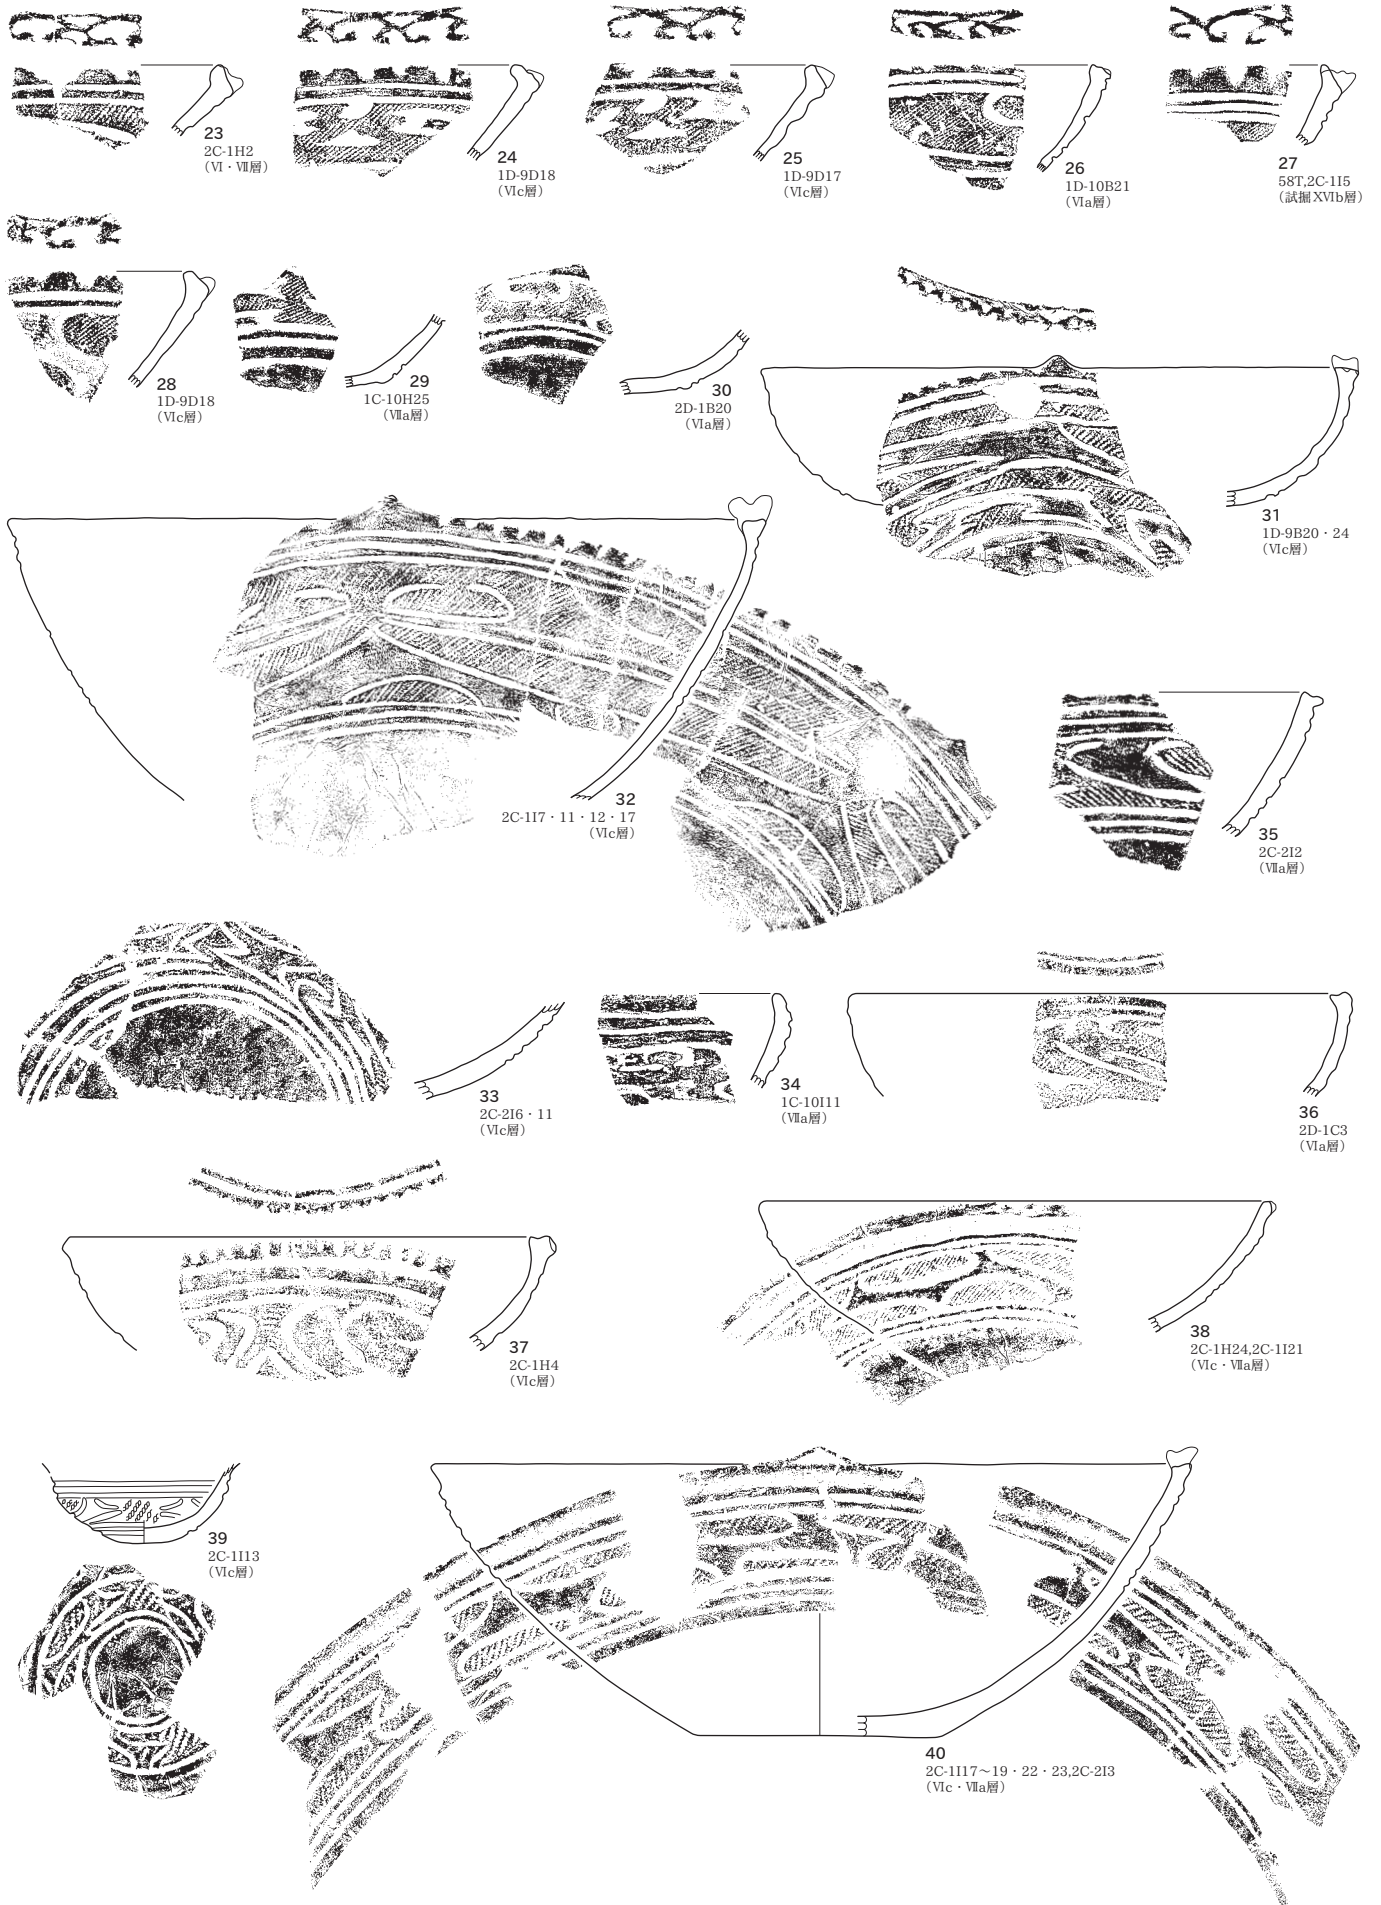 23
2C-1H2
（Ⅵ・Ⅶ層）
24
1D-9D18
（Ⅵc層）
25
1D-9D17
（Ⅵc層）
26
1D-10B21
（Ⅵa層）
27
58T,2C-1I5
（試掘ⅩⅥb層）
28
1D-9D18
（Ⅵc層）
29
1C-10H25
（Ⅶa層）
30
2D-1B20
（Ⅵa層）
31
1D-9B20・24
（Ⅵc層）
32
2C-1I7・11・12・17
（Ⅵc層）
35
2C-2I2
（Ⅶa層）
33
2C-2I6・11
（Ⅵc層）
34
1C-10I11
（Ⅶa層）
36
2D-1C3
（Ⅵa層）
37
2C-1H4
（Ⅵc層）
38
2C-1H24,2C-1I21
（Ⅵc・Ⅶa層）
39
2C-1I13
（Ⅵc層）
40
2C-1I17～19・22・23,2C-2I3
（Ⅵc・Ⅶa層）